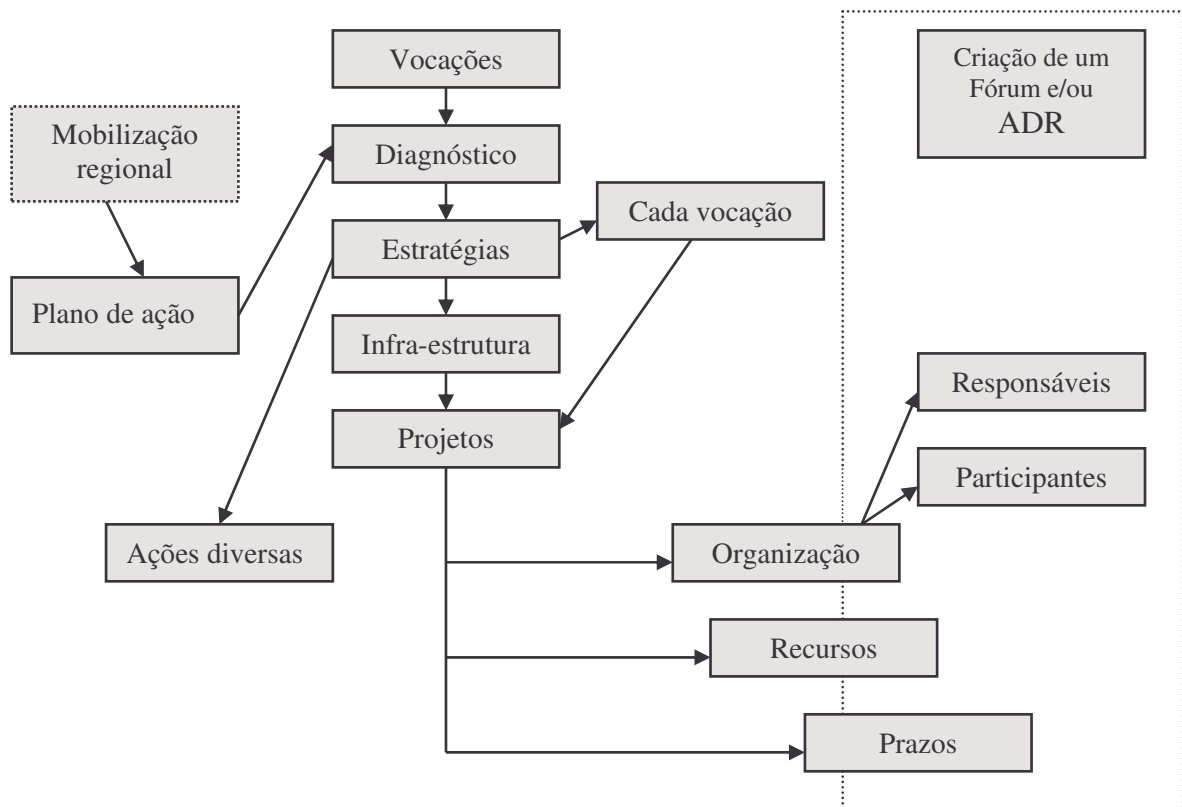 Vocações
Criação de um
Fórum e/ou
ADR
Mobilização
regional
Diagnóstico
Cada vocação
Estratégias
Plano de ação
Infra-estrutura
Responsáveis
Projetos
Participantes
Ações diversas
Organização
Recursos
Prazos